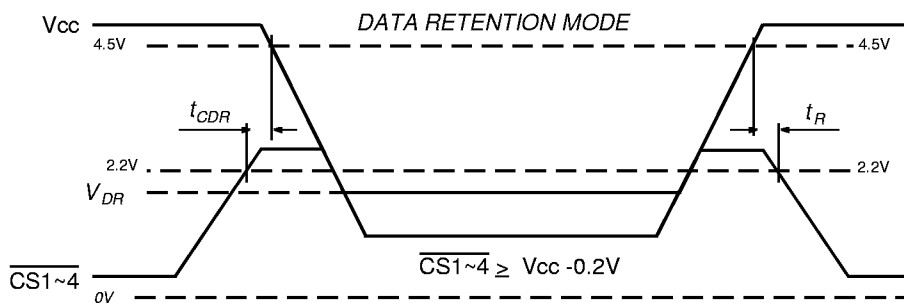 Vcc DATA RETENTION MODE
4.5V 4.5V
tCDR tR
2.2V 2.2V
VDR
CS1~4 CS1~4 ≥ Vcc -0.2V
0V